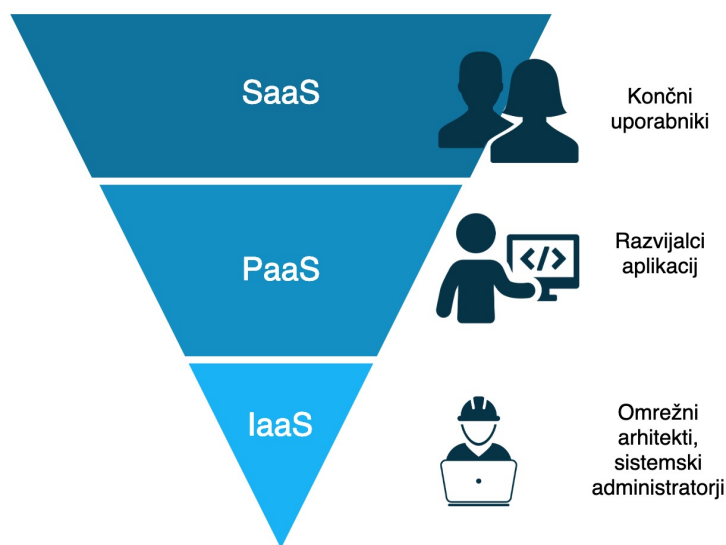 SaaS
Končni
uporabniki
PaaS
</>
Razvijalci
aplikacij
IaaS
Omrežni
arhitekti,
sistemski
administratorji